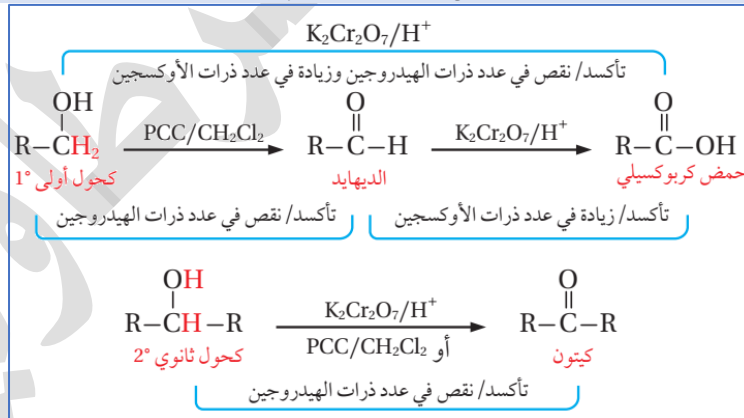 K₂Cr₂O₇/H⁺
تأكسد/ نقص في عدد ذرات الهيدروجين وزيادة في عدد ذرات الأوكسجين
OH
R–CH₂
كحول أولي 1°
PCC/CH₂Cl₂
O
R–C–H
الديهايد
K₂Cr₂O₇/H⁺
O
R–C–OH
حمض كربوكسيلي
تأكسد/ نقص في عدد ذرات الهيدروجين
تأكسد/ زيادة في عدد ذرات الأوكسجين
OH
R–CH–R
كحول ثانوي 2°
K₂Cr₂O₇/H⁺
أو PCC/CH₂Cl₂
O
R–C–R
كيتون
تأكسد/ نقص في عدد ذرات الهيدروجين